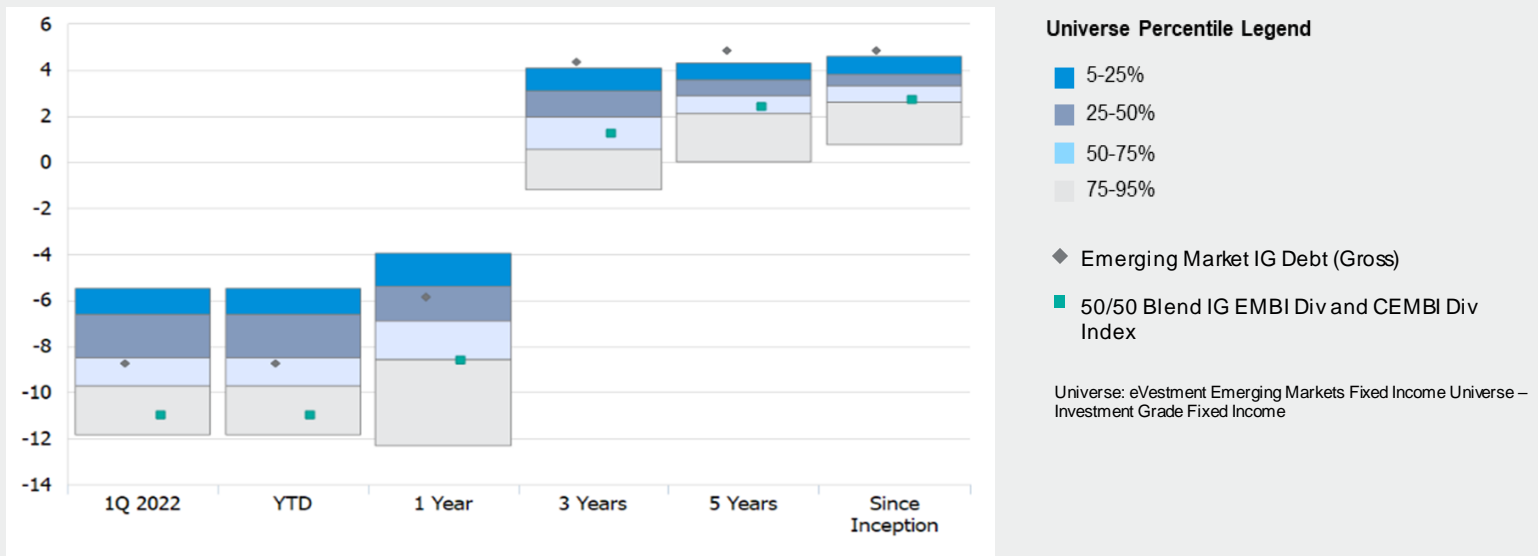 6
4
2
0
-2
-4
-6
-8
-10
-12
-14
1Q 2022
YTD
1 Year
3 Years
5 Years
Since
Inception
Universe Percentile Legend
5-25%
25-50%
50-75%
75-95%
Emerging Market IG Debt (Gross)
50/50 Blend IG EMBI Div and CEMBI Div
Index
Universe: eVestment Emerging Markets Fixed Income Universe –
Investment Grade Fixed Income